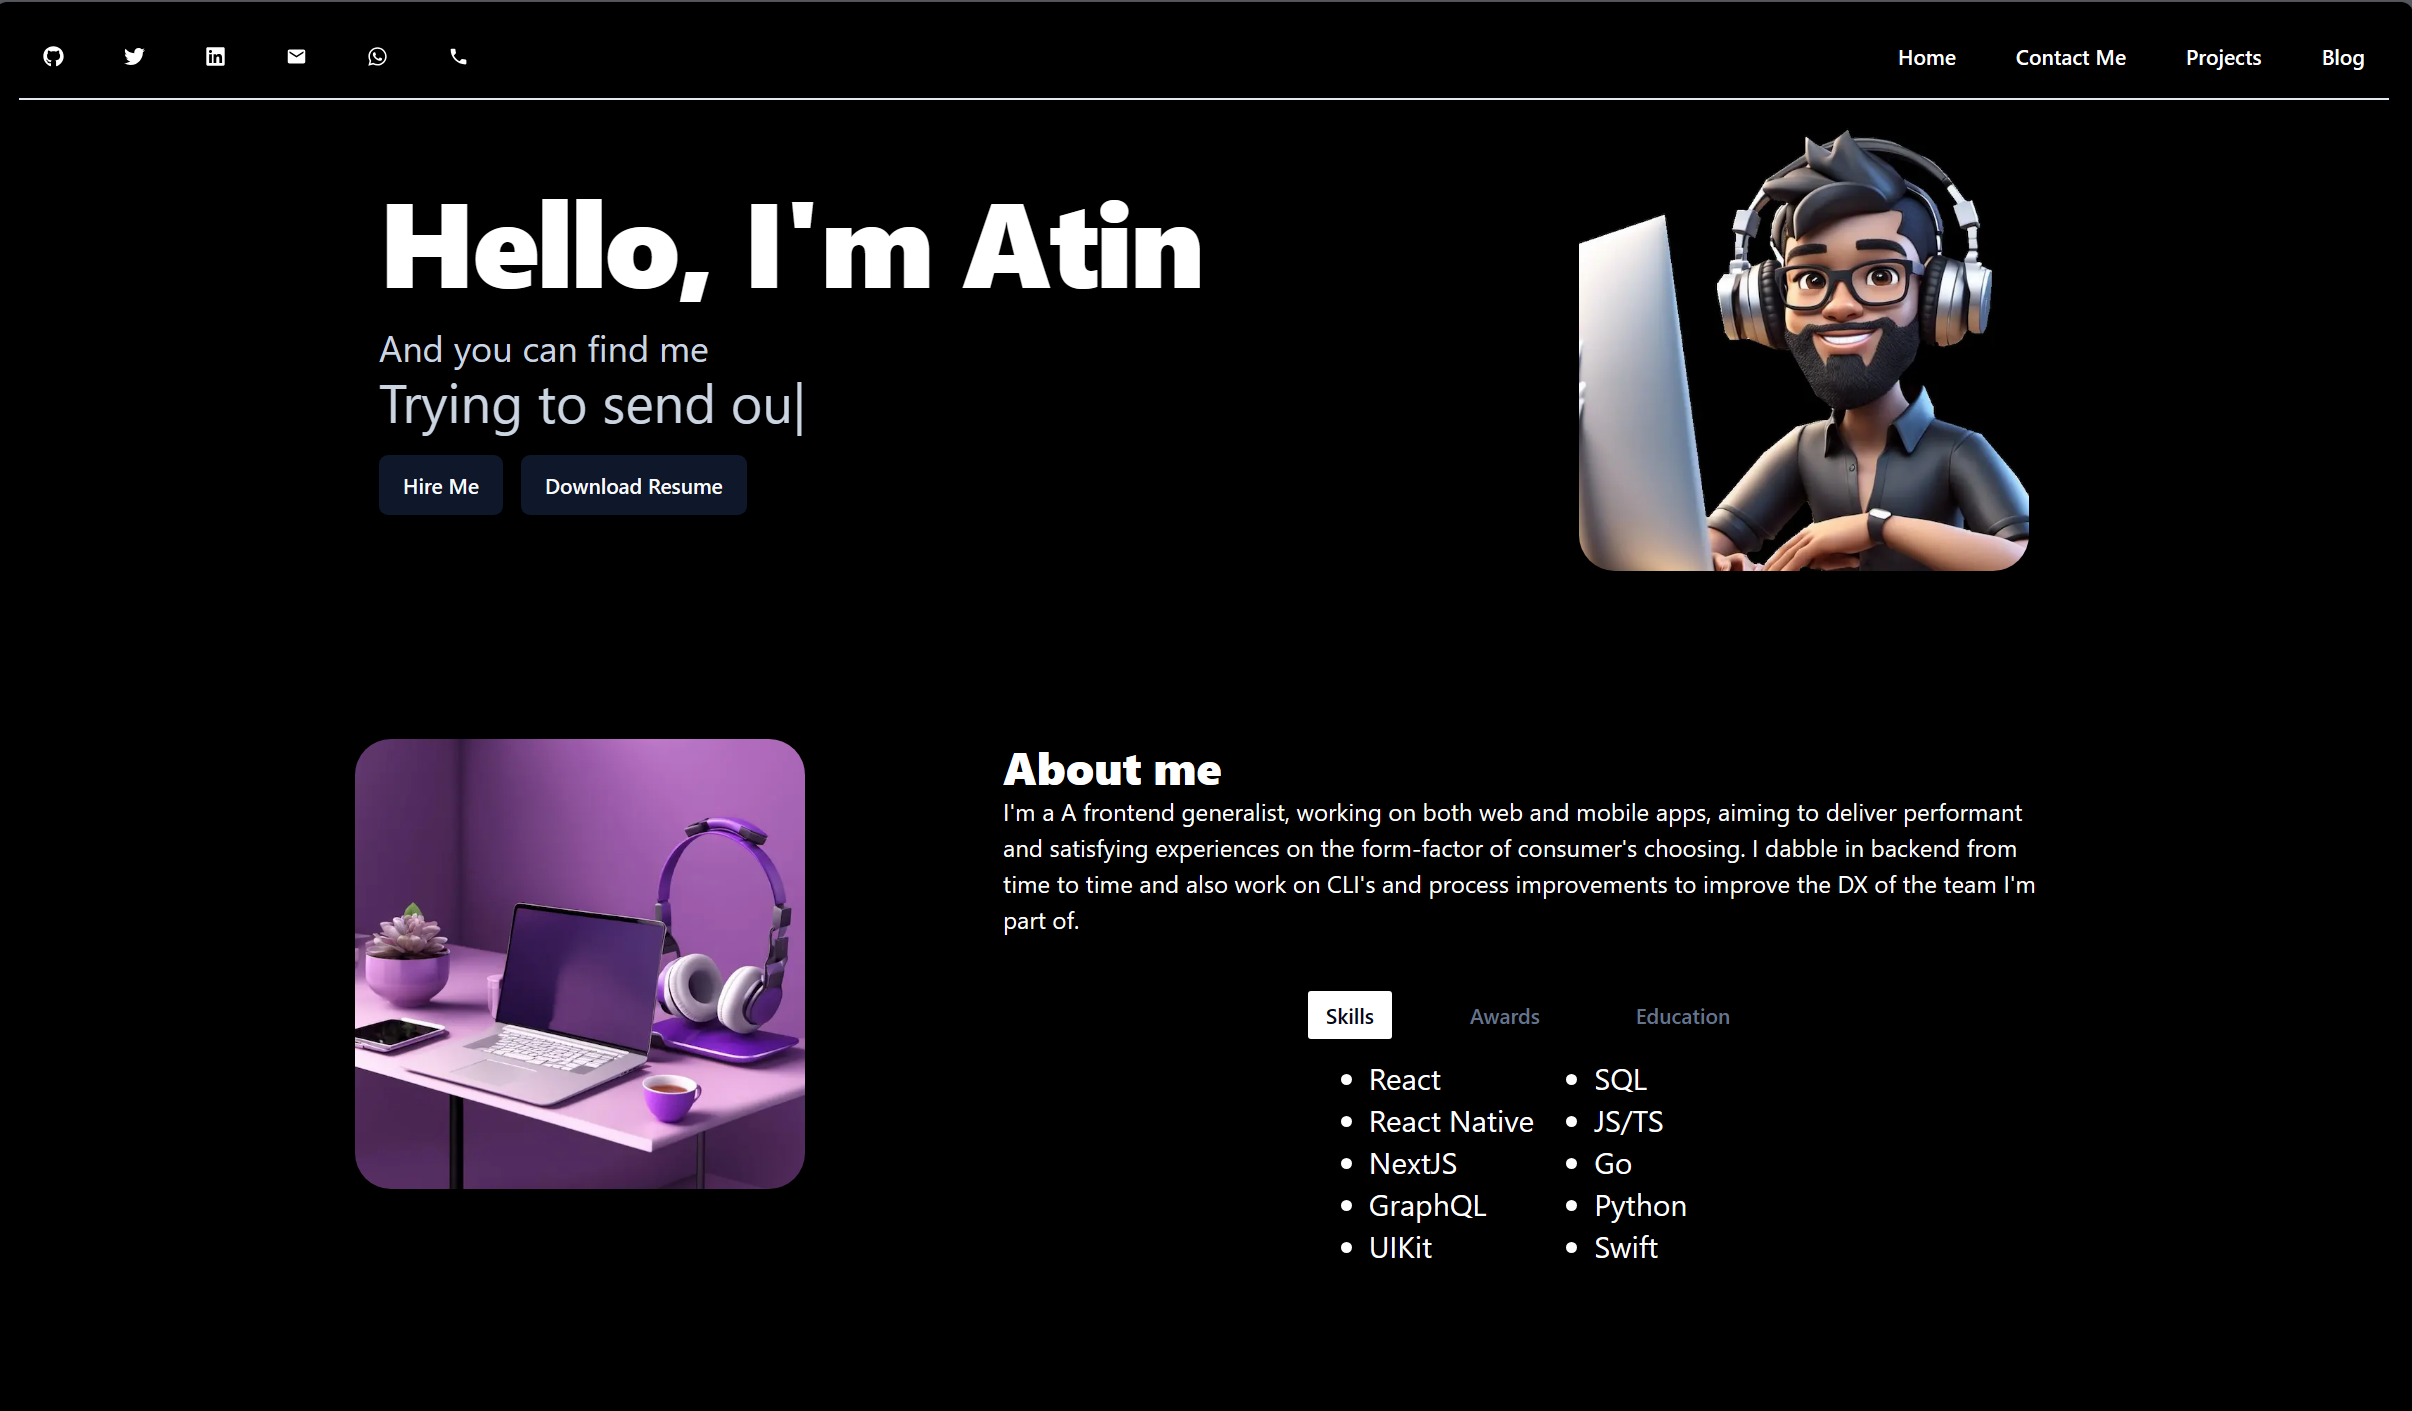 Home Contact Me Projects Blog
Hello, I'm Atin
And you can find me
Trying to send ou|
Hire Me Download Resume
About me
I'm a A frontend generalist, working on both web and mobile apps, aiming to deliver performant
and satisfying experiences on the form-factor of consumer's choosing. I dabble in backend from
time to time and also work on CLI's and process improvements to improve the DX of the team I'm
part of.
Skills Awards Education
• React
• React Native
• NextJS
• GraphQL
• UIKit
• SQL
• JS/TS
• Go
• Python
• Swift